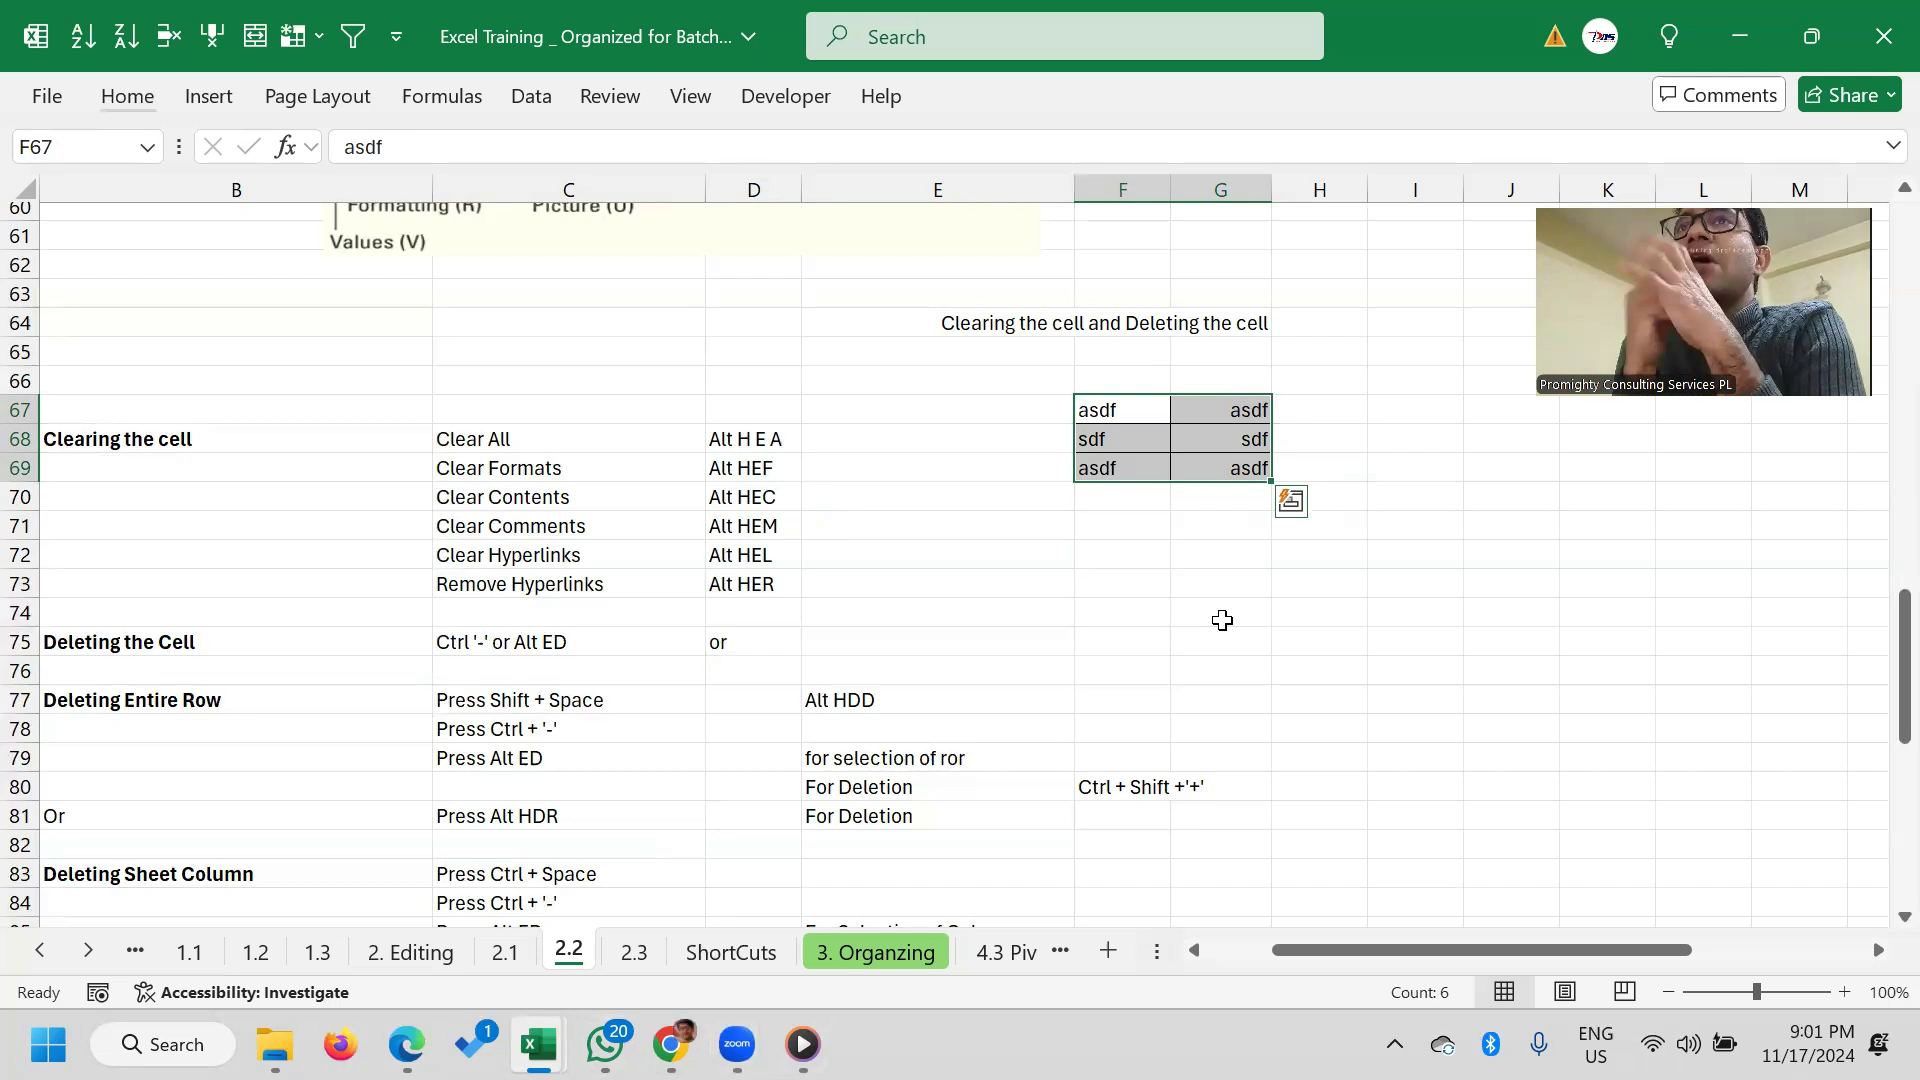 Excel Training _ Organized for Batch...
Search
File Home Insert Page Layout Formulas Data Review View Developer Help
Comments Share
F67 fx asdf
B C D E F G H I J K L M
60 Formatting (R) Picture (U)
61 Values (V)
62
63
64 Clearing the cell and Deleting the cell
65
66
67 asdf asdf
68 Clearing the cell Clear All Alt H E A sdf sdf
69 Clear Formats Alt HEF asdf asdf
70 Clear Contents Alt HEC
71 Clear Comments Alt HEM
72 Clear Hyperlinks Alt HEL
73 Remove Hyperlinks Alt HER
74
75 Deleting the Cell Ctrl '-' or Alt ED or
76
77 Deleting Entire Row Press Shift + Space Alt HDD
78 Press Ctrl + '-'
79 Press Alt ED for selection of ror
80 For Deletion Ctrl + Shift +'+'
81 Or Press Alt HDR For Deletion
82
83 Deleting Sheet Column Press Ctrl + Space
84 Press Ctrl + '-'
Promighty Consulting Services PL
1.1 1.2 1.3 2. Editing 2.1 2.2 2.3 ShortCuts 3. Organzing 4.3 Piv
Ready Accessibility: Investigate Count: 6 100%
Search 1 20 zoom ENG US 9:01 PM 11/17/2024